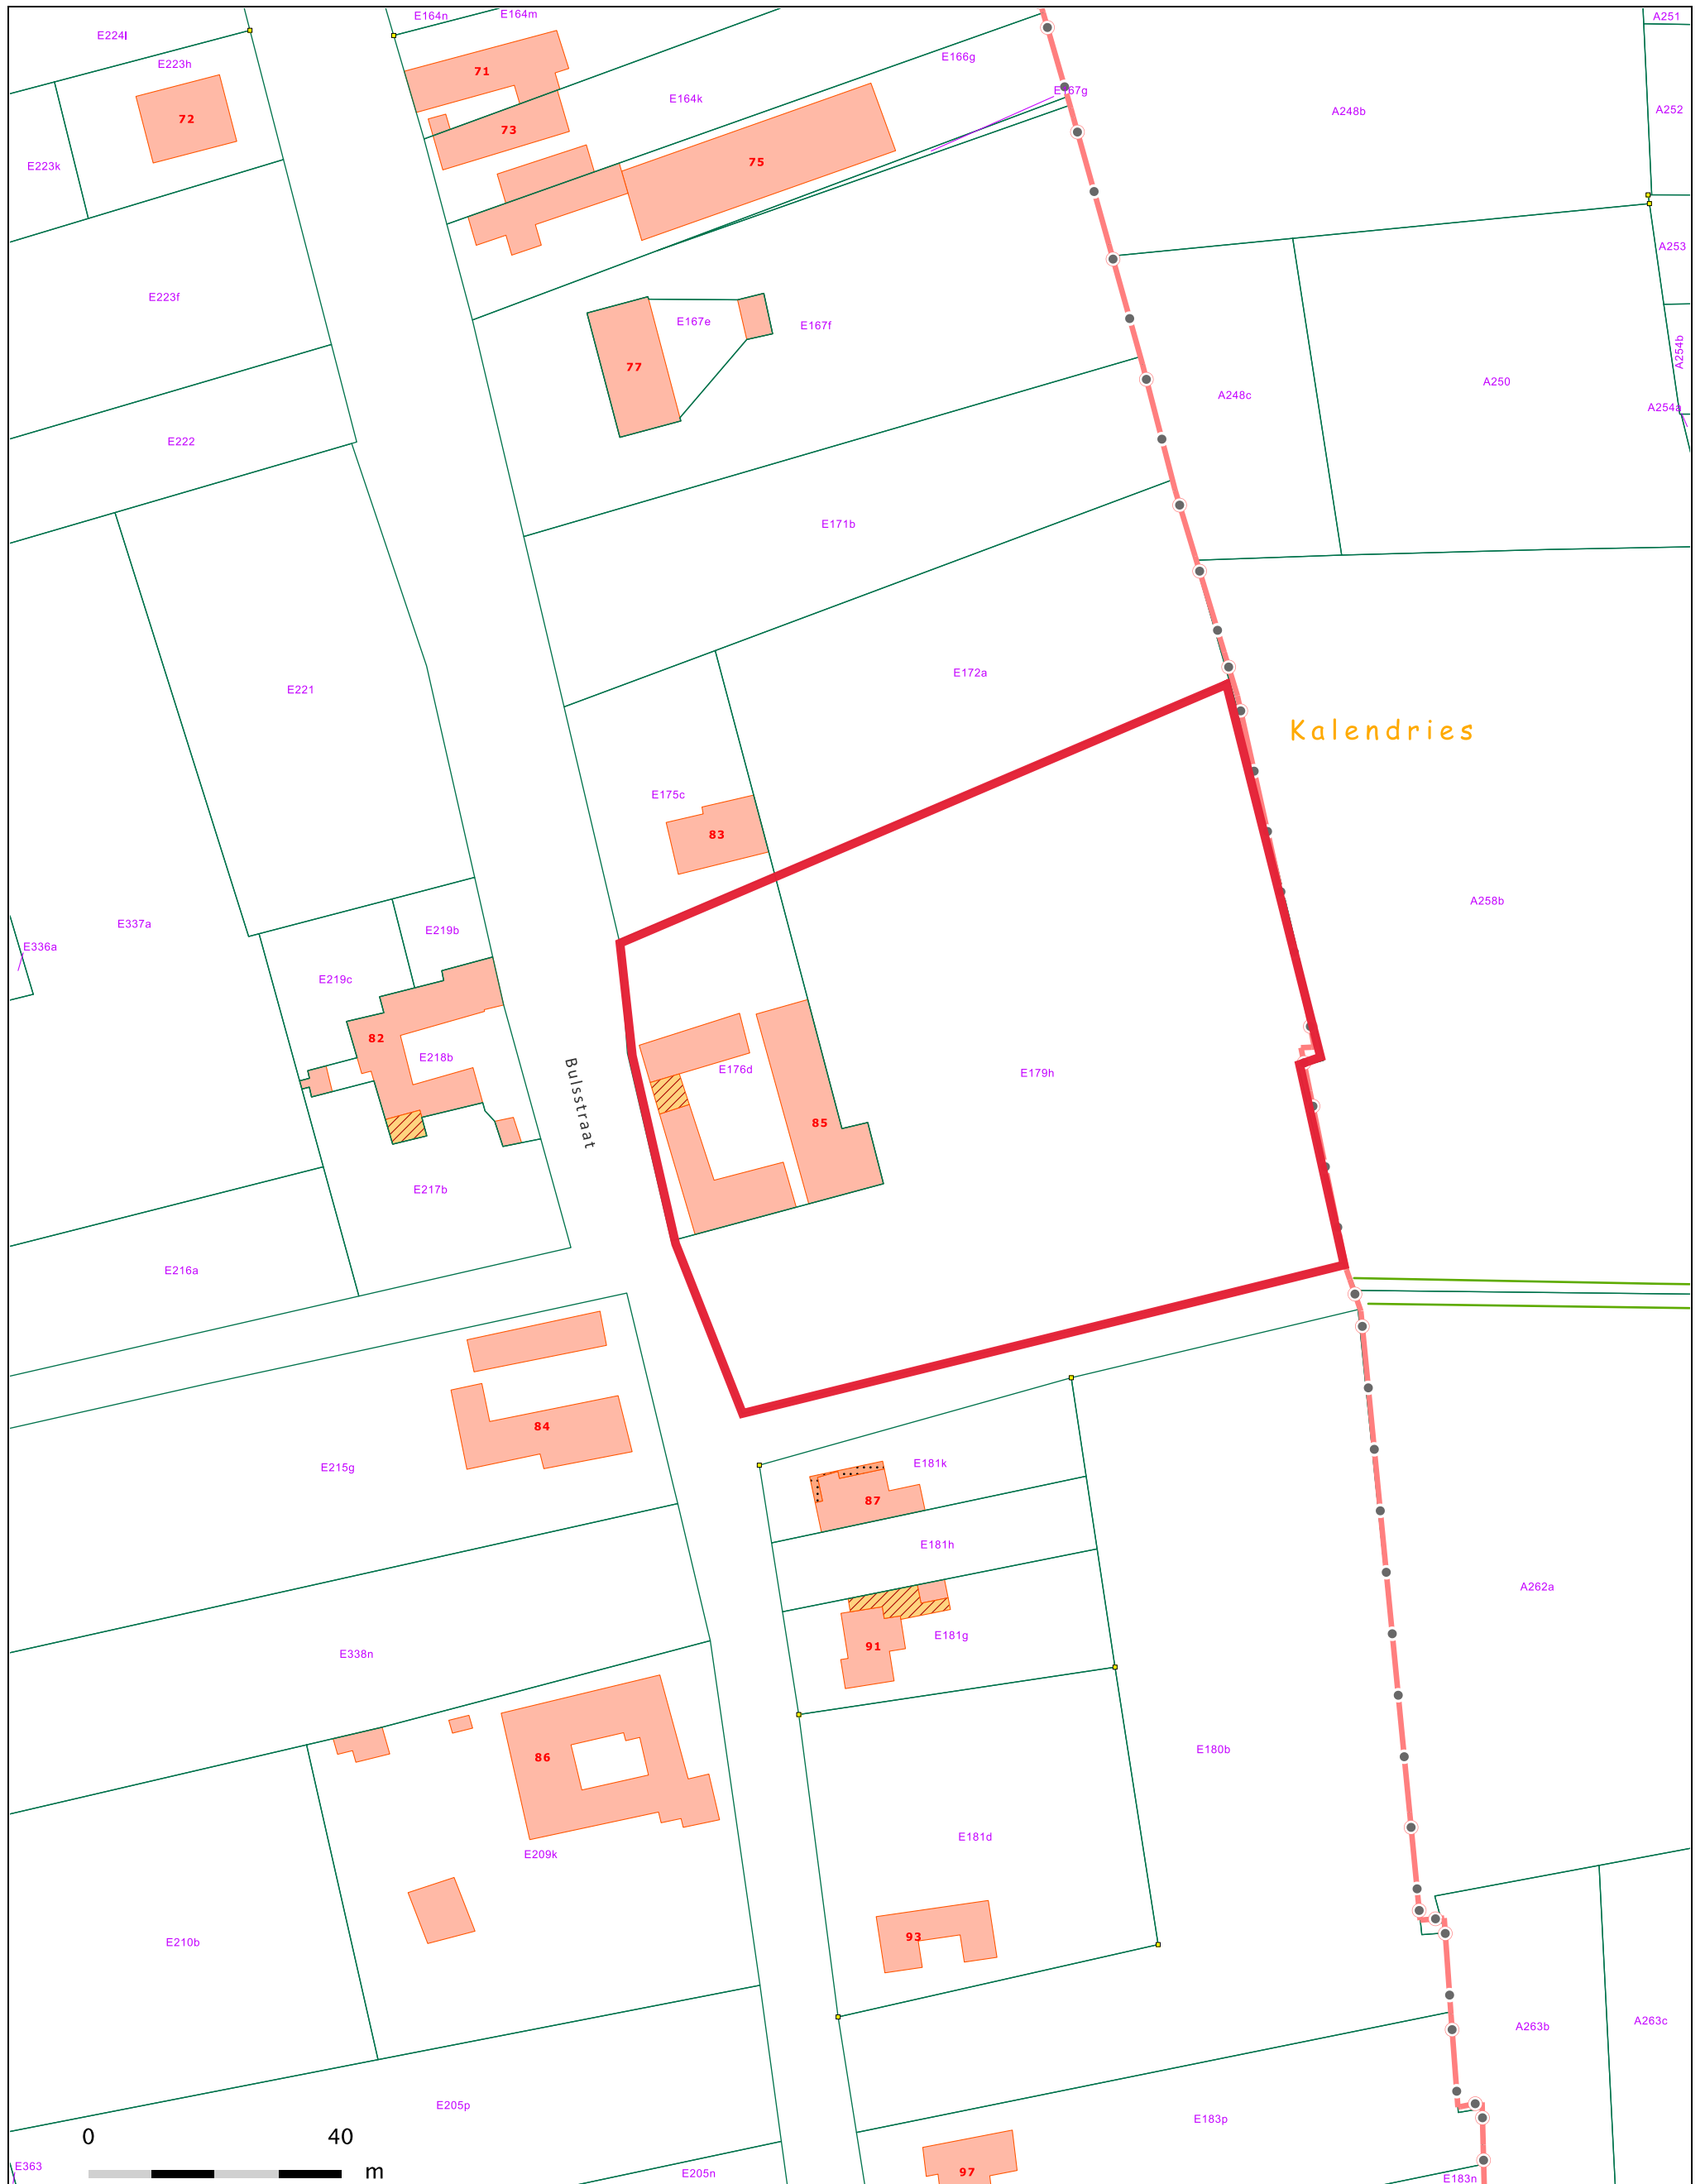 E164n
E164m
A251
E224l
E223h
E166g
71
E164k
E167g
A248b
A252
72
73
75
E223k
A253
E223f
E167e
E167f
A254b
77
A248c
A250
A254a
E222
E171b
E221
E172a
Kalendries
E175c
83
A258b
E337a
E219b
E336a
E219c
82
E218b
Bulsstraat
E176d
E179h
85
E217b
E216a
84
E215g
E181k
87
E181h
A262a
E181g
91
E338n
86
E180b
E181d
E209k
93
E210b
A263b
A263c
E205p
E183p
0 40
m
E363
E205n
97
E183n